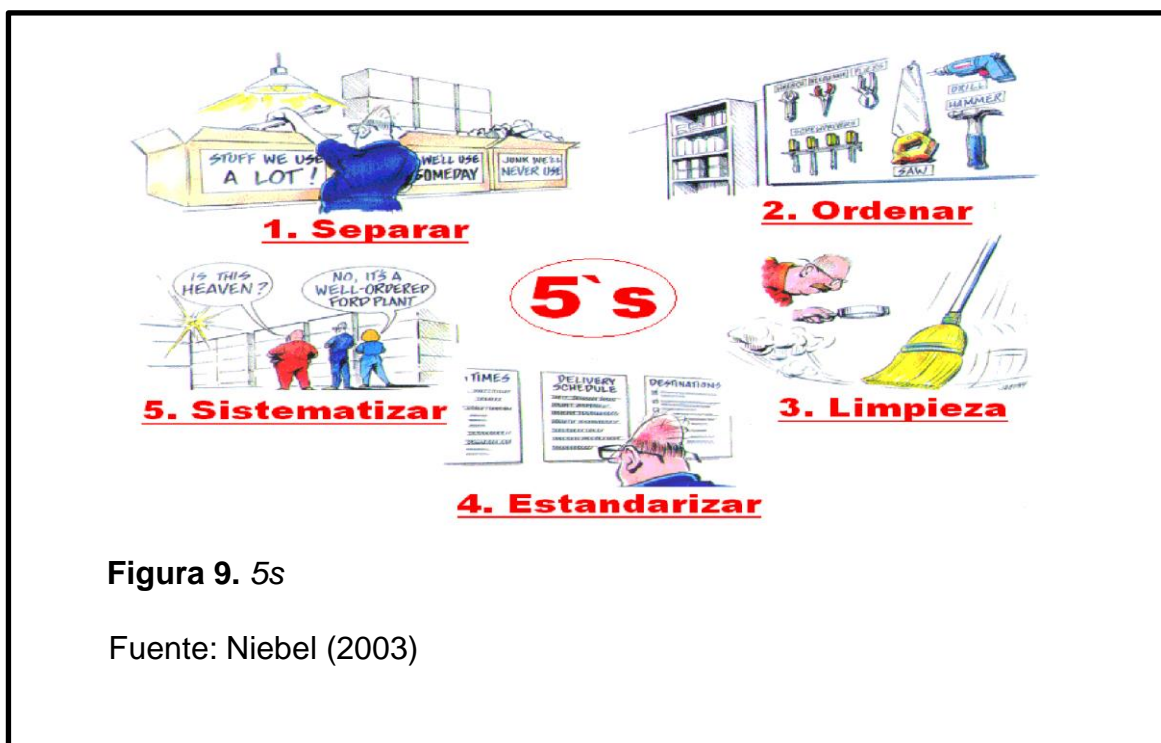 STUFF WE USE
A LOT!
WE'LL USE
SOMEDAY
JUNK WE'LL
NEVER USE
1. Separar
DRILL
HAMMER
SAW
2. Ordenar
5`s
IS THIS
HEAVEN?
NO, IT'S A
WELL-ORDERED
FORD PLANT
5. Sistematizar
3. Limpieza
TIMES
DELIVERY
SCHEDULE
DESTINATIONS
4. Estandarizar
Figura 9. 5s
Fuente: Niebel (2003)